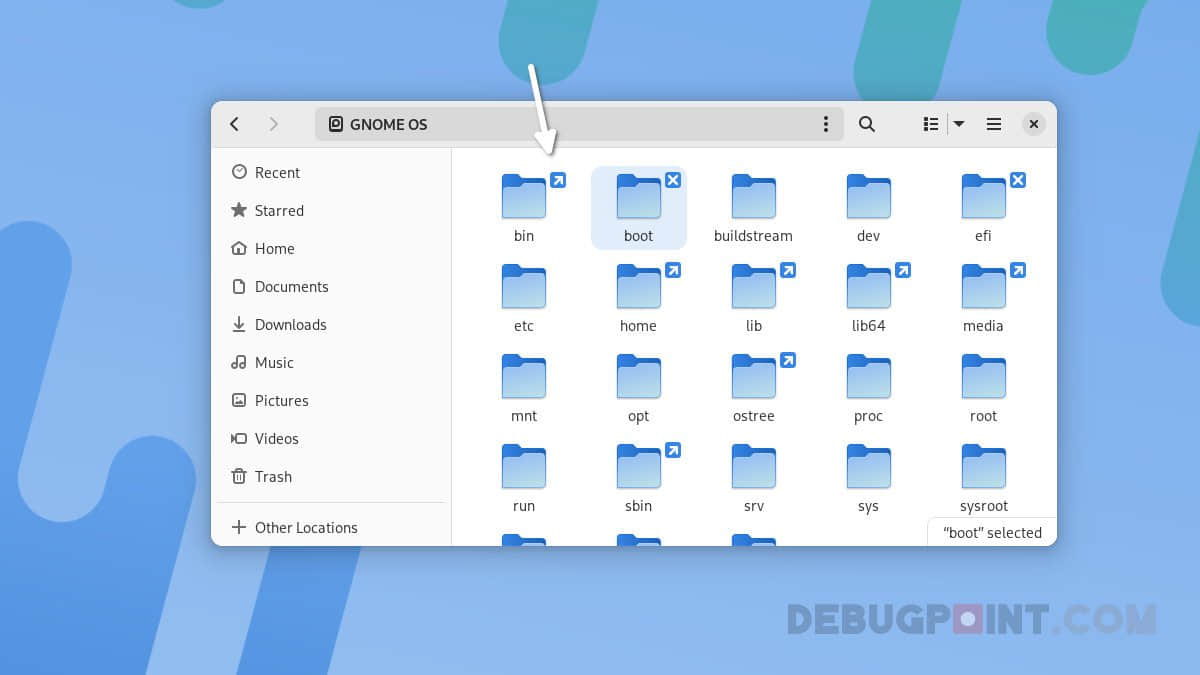 GNOME OS
Recent
Starred
Home
Documents
Downloads
Music
Pictures
Videos
Trash
Other Locations
bin boot buildstream dev efi
etc home lib lib64 media
mnt opt ostree proc root
run sbin srv sys sysroot
“boot” selected
DEBUGPOINT.COM